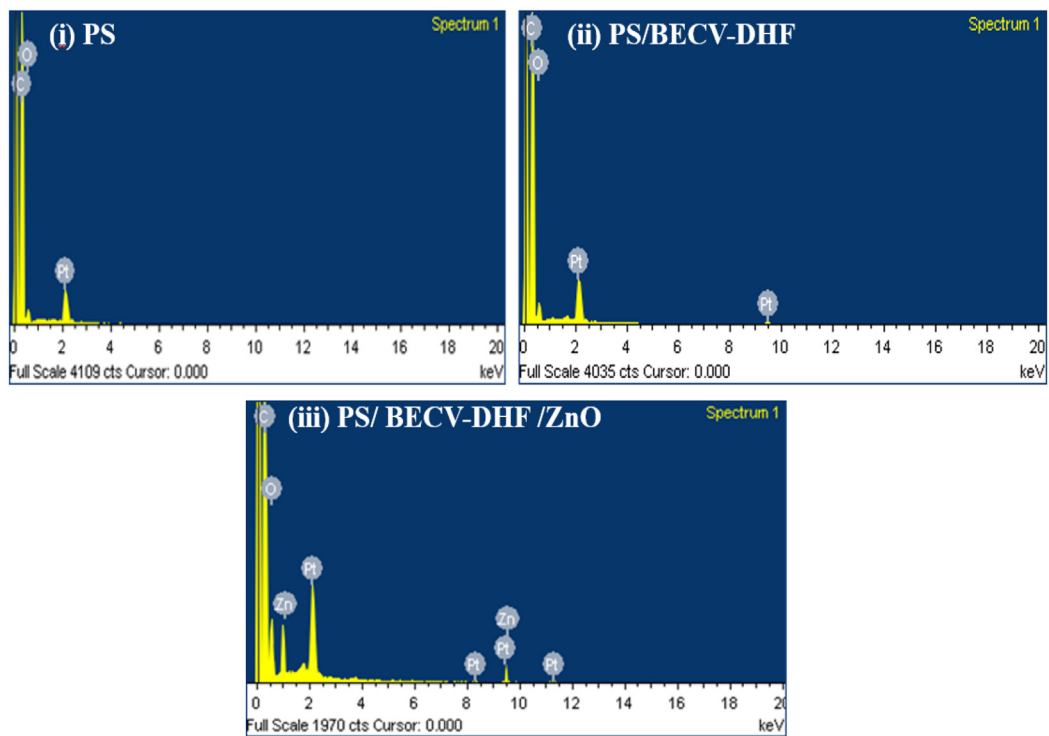 (i) PS
Spectrum 1
O
C
Pt
0 2 4 6 8 10 12 14 16 18 20
Full Scale 4109 cts Cursor: 0.000 keV
(ii) PS/BECV-DHF
Spectrum 1
C
O
Pt
Pt
0 2 4 6 8 10 12 14 16 18 20
Full Scale 4035 cts Cursor: 0.000 keV
(iii) PS/ BECV-DHF /ZnO
Spectrum 1
C
O
Pt
Zn
Zn
Pt
Pt
Pt
0 2 4 6 8 10 12 14 16 18 20
Full Scale 1970 cts Cursor: 0.000 keV